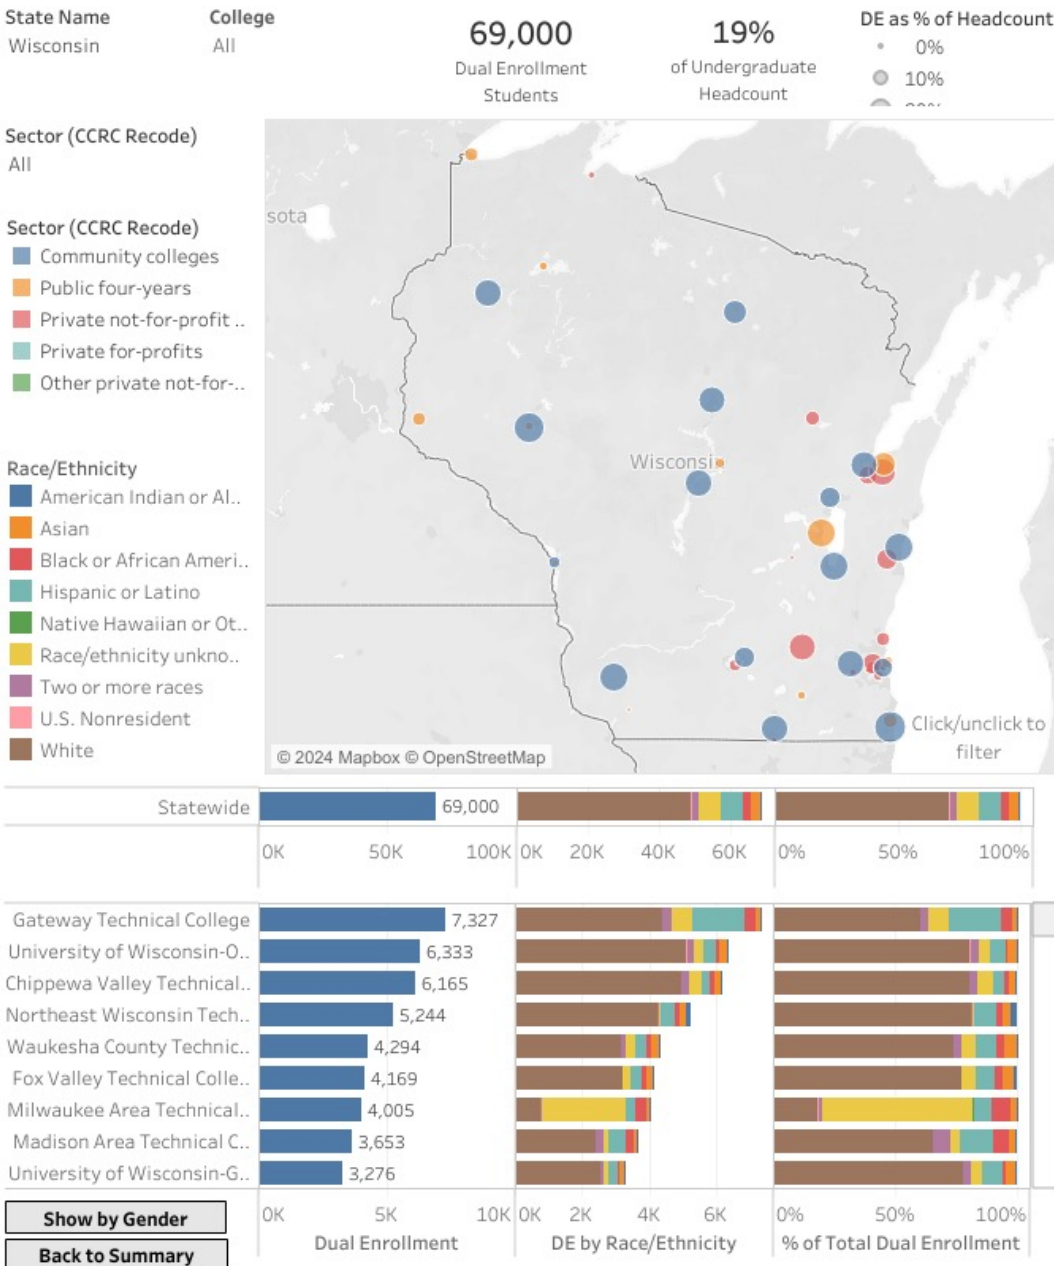 State Name
Wisconsin
College
All
69,000
Dual Enrollment
Students
19%
of Undergraduate
Headcount
DE as % of Headcount
0%
10%
20%
Sector (CCRC Recode)
All
Sector (CCRC Recode)
Community colleges
Public four-years
Private not-for-profit ..
Private for-profits
Other private not-for-..
Race/Ethnicity
American Indian or Al..
Asian
Black or African Ameri..
Hispanic or Latino
Native Hawaiian or Ot..
Race/ethnicity unkno..
Two or more races
U.S. Nonresident
White
sota
Wisconsi
Click/unclick to
filter
© 2024 Mapbox © OpenStreetMap
Statewide
69,000
0K 50K 100K 0K 20K 40K 60K 0% 50% 100%
Gateway Technical College 7,327
University of Wisconsin-O.. 6,333
Chippewa Valley Technical.. 6,165
Northeast Wisconsin Tech.. 5,244
Waukesha County Technic.. 4,294
Fox Valley Technical Colle.. 4,169
Milwaukee Area Technical.. 4,005
Madison Area Technical C.. 3,653
University of Wisconsin-G.. 3,276
0K 5K 10K 0K 2K 4K 6K 0% 50% 100%
Dual Enrollment DE by Race/Ethnicity % of Total Dual Enrollment
Show by Gender
Back to Summary